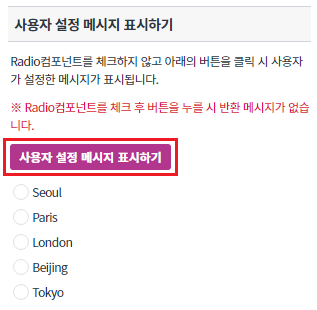 사용자 설정 메시지 표시하기
Radio컴포넌트를 체크하지 않고 아래의 버튼을 클릭 시 사용자
가 설정한 메시지가 표시됩니다.
※ Radio컴포넌트를 체크 후 버튼을 누를 시 반환 메시지가 없습
니다.
사용자 설정 메시지 표시하기
Seoul
Paris
London
Beijing
Tokyo